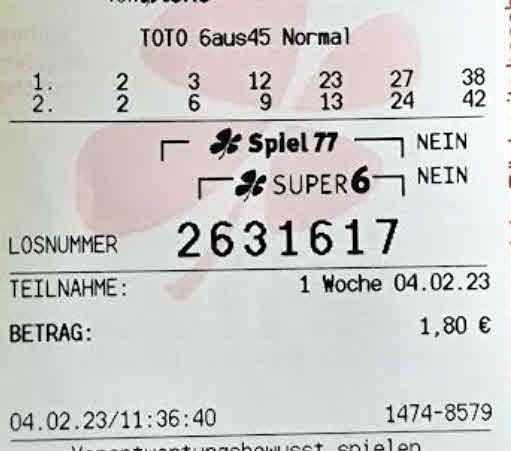 TOTO 6aus45 Normal
1. 2 3 12 23 27 38
2. 2 6 9 13 24 42
Spiel 77 NEIN
SUPER 6 NEIN
LOSNUMMER 2631617
TEILNAHME: 1 Woche 04.02.23
BETRAG: 1,80 €
04.02.23/11:36:40 1474-8579
Verantwortungsbewusst spielen